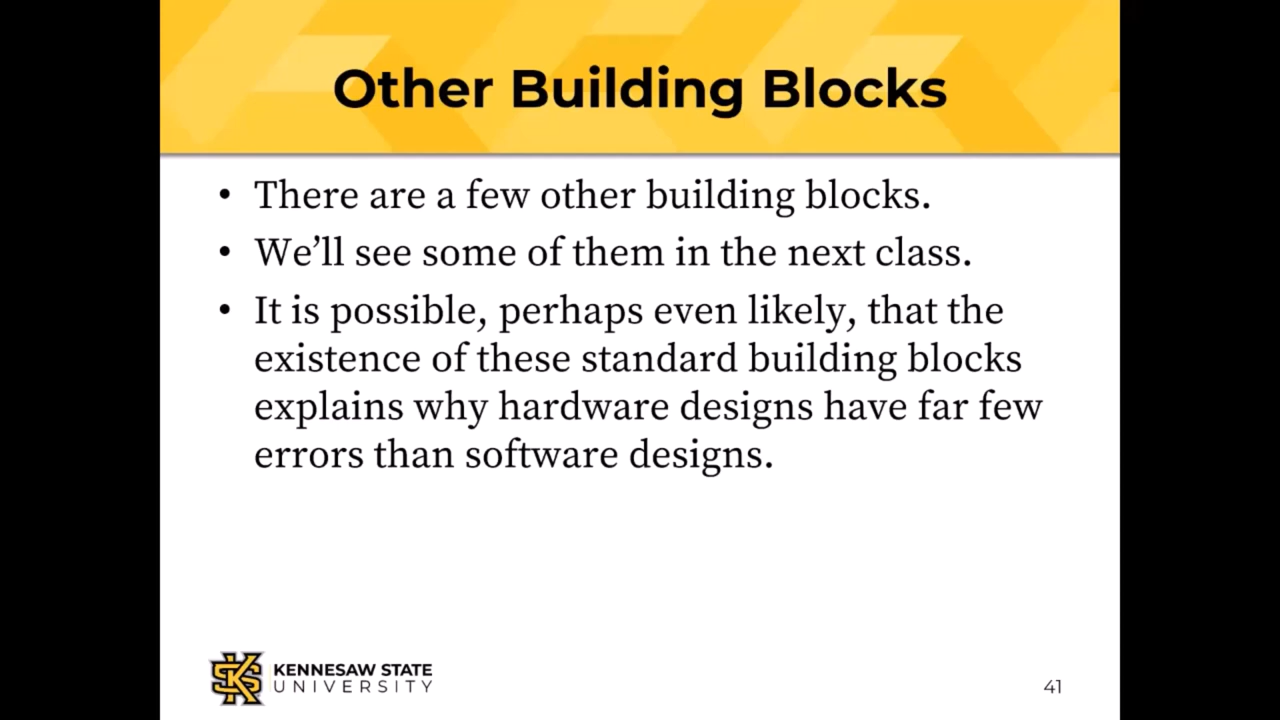 Other Building Blocks
• There are a few other building blocks.
• We’ll see some of them in the next class.
• It is possible, perhaps even likely, that the
existence of these standard building blocks
explains why hardware designs have far few
errors than software designs.
KENNESAW STATE
UNIVERSITY
41